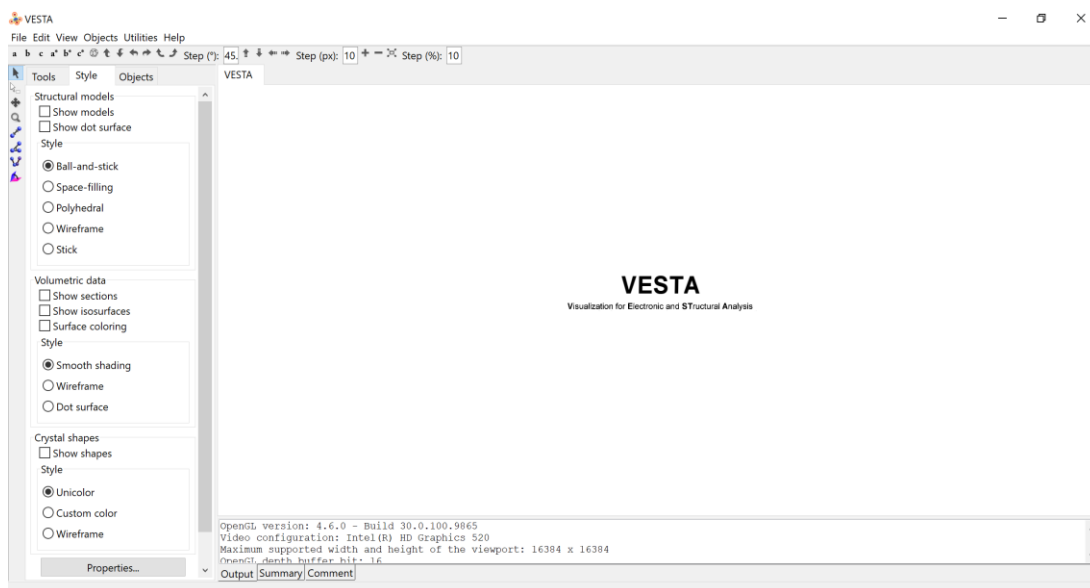 VESTA
File Edit View Objects Utilities Help
a b c a* b* c* Step (°): 45. Step (px): 10 Step (%): 10
Tools Style Objects
VESTA
Structural models
Show models
Show dot surface
Style
Ball-and-stick
Space-filling
Polyhedral
Wireframe
Stick
Volumetric data
Show sections
Show isosurfaces
Surface coloring
Style
Smooth shading
Wireframe
Dot surface
Crystal shapes
Show shapes
Style
Unicolor
Custom color
Wireframe
Properties...
VESTA
Visualization for Electronic and STructural Analysis
OpenGL version: 4.6.0 - Build 30.0.100.9865
Video configuration: Intel(R) HD Graphics 520
Maximum supported width and height of the viewport: 16384 x 16384
OpenGL depth buffer bit: 16
Output Summary Comment